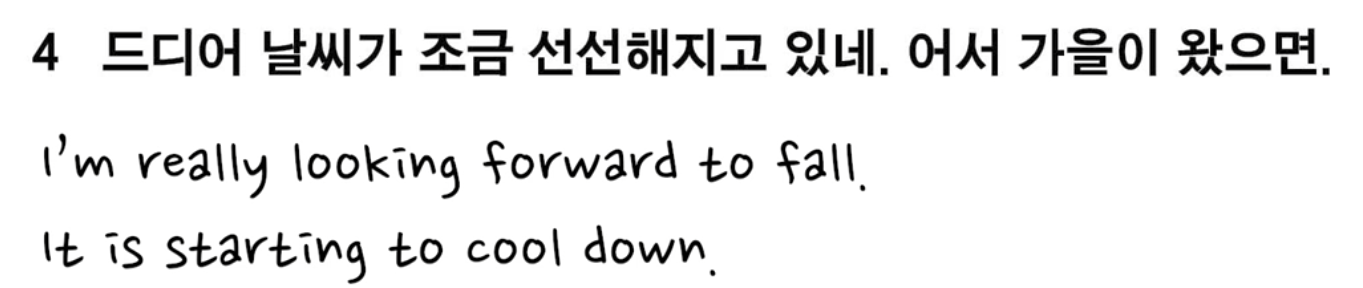 4 드디어 날씨가 조금 선선해지고 있네. 어서 가을이 왔으면.
I'm really looking forward to fall.
It is starting to cool down.